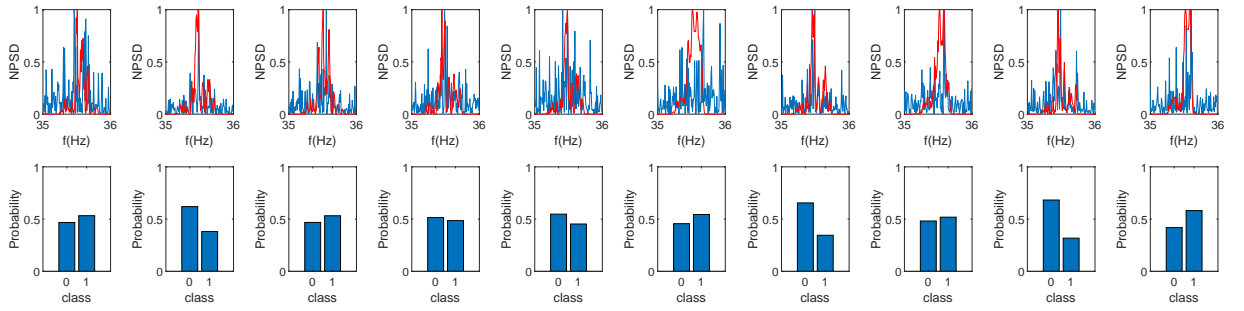 1 1 1 1 1 1 1 1 1 1
NPSD NPSD NPSD NPSD NPSD NPSD NPSD NPSD NPSD NPSD
0.5 0.5 0.5 0.5 0.5 0.5 0.5 0.5 0.5 0.5
0 0 0 0 0 0 0 0 0 0
35 36 35 36 35 36 35 36 35 36 35 36 35 36 35 36 35 36 35 36
f(Hz) f(Hz) f(Hz) f(Hz) f(Hz) f(Hz) f(Hz) f(Hz) f(Hz) f(Hz)
1 1 1 1 1 1 1 1 1 1
Probability Probability Probability Probability Probability Probability Probability Probability Probability Probability
0.5 0.5 0.5 0.5 0.5 0.5 0.5 0.5 0.5 0.5
0 0 0 0 0 0 0 0 0 0
0 1 0 1 0 1 0 1 0 1 0 1 0 1 0 1 0 1 0 1
class class class class class class class class class class